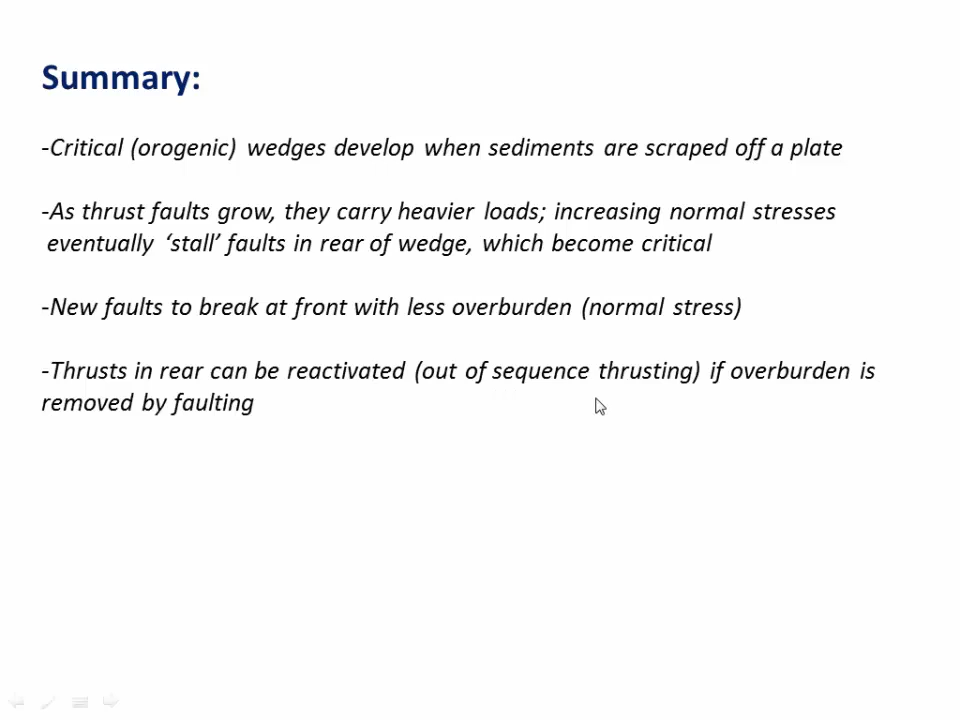 Summary:
-Critical (orogenic) wedges develop when sediments are scraped off a plate
-As thrust faults grow, they carry heavier loads; increasing normal stresses
eventually ‘stall’ faults in rear of wedge, which become critical
-New faults to break at front with less overburden (normal stress)
-Thrusts in rear can be reactivated (out of sequence thrusting) if overburden is
removed by faulting